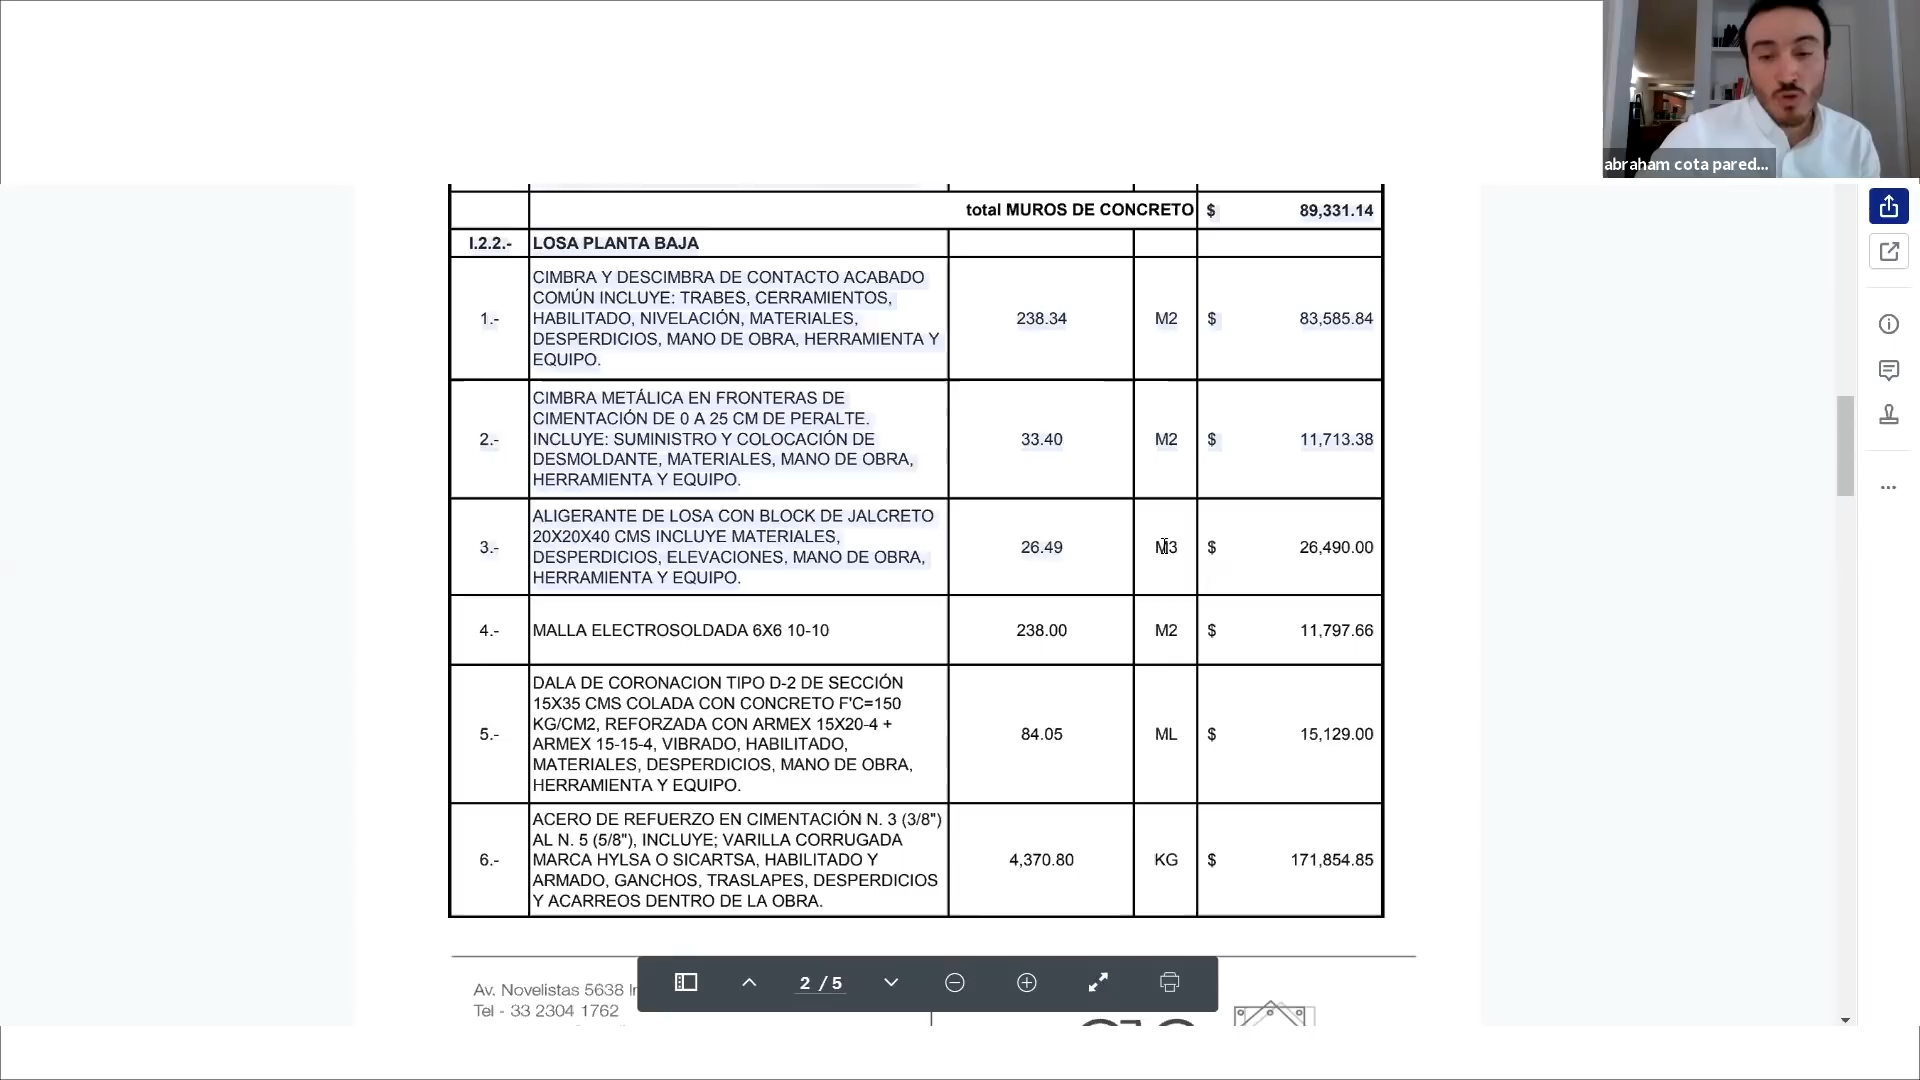 abraham cota pared...
total MUROS DE CONCRETO $ 89,331.14
I.2.2.- LOSA PLANTA BAJA
CIMBRA Y DESCIMBRA DE CONTACTO ACABADO
COMÚN INCLUYE: TRABES, CERRAMIENTOS,
1.- HABILITADO, NIVELACIÓN, MATERIALES, 238.34 M2 $ 83,585.84
DESPERDICIOS, MANO DE OBRA, HERRAMIENTA Y
EQUIPO.
CIMBRA METÁLICA EN FRONTERAS DE
CIMENTACIÓN DE 0 A 25 CM DE PERALTE.
2.- INCLUYE: SUMINISTRO Y COLOCACIÓN DE 33.40 M2 $ 11,713.38
DESMOLDANTE, MATERIALES, MANO DE OBRA,
HERRAMIENTA Y EQUIPO.
ALIGERANTE DE LOSA CON BLOCK DE JALCRETO
20X20X40 CMS INCLUYE MATERIALES,
3.- DESPERDICIOS, ELEVACIONES, MANO DE OBRA, 26.49 M3 $ 26,490.00
HERRAMIENTA Y EQUIPO.
4.- MALLA ELECTROSOLDADA 6X6 10-10 238.00 M2 $ 11,797.66
DALA DE CORONACION TIPO D-2 DE SECCIÓN
15X35 CMS COLADA CON CONCRETO F'C=150
KG/CM2, REFORZADA CON ARMEX 15X20-4 +
5.- ARMEX 15-15-4, VIBRADO, HABILITADO, 84.05 ML $ 15,129.00
MATERIALES, DESPERDICIOS, MANO DE OBRA,
HERRAMIENTA Y EQUIPO.
ACERO DE REFUERZO EN CIMENTACIÓN N. 3 (3/8")
AL N. 5 (5/8"), INCLUYE; VARILLA CORRUGADA
6.- MARCA HYLSA O SICARTSA, HABILITADO Y 4,370.80 KG $ 171,854.85
ARMADO, GANCHOS, TRASLAPES, DESPERDICIOS
Y ACARREOS DENTRO DE LA OBRA.
2 / 5
Av. Novelistas 5638
Tel - 33 2304 1762